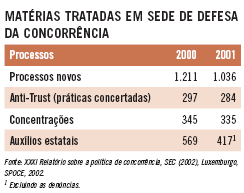 MATÉRIAS TRATADAS EM SEDE DE DEFESA
DA CONCORRÊNCIA
Processos 2000 2001
Processos novos 1.211 1.036
Anti-Trust (práticas concertadas) 297 284
Concentrações 345 335
Auxílios estatais 569 417¹
Fonte: XXXI Relatório sobre a política de concorrência, SEC (2002), Luxemburgo,
SPOCE, 2002.
¹ Excluindo as denúncias.